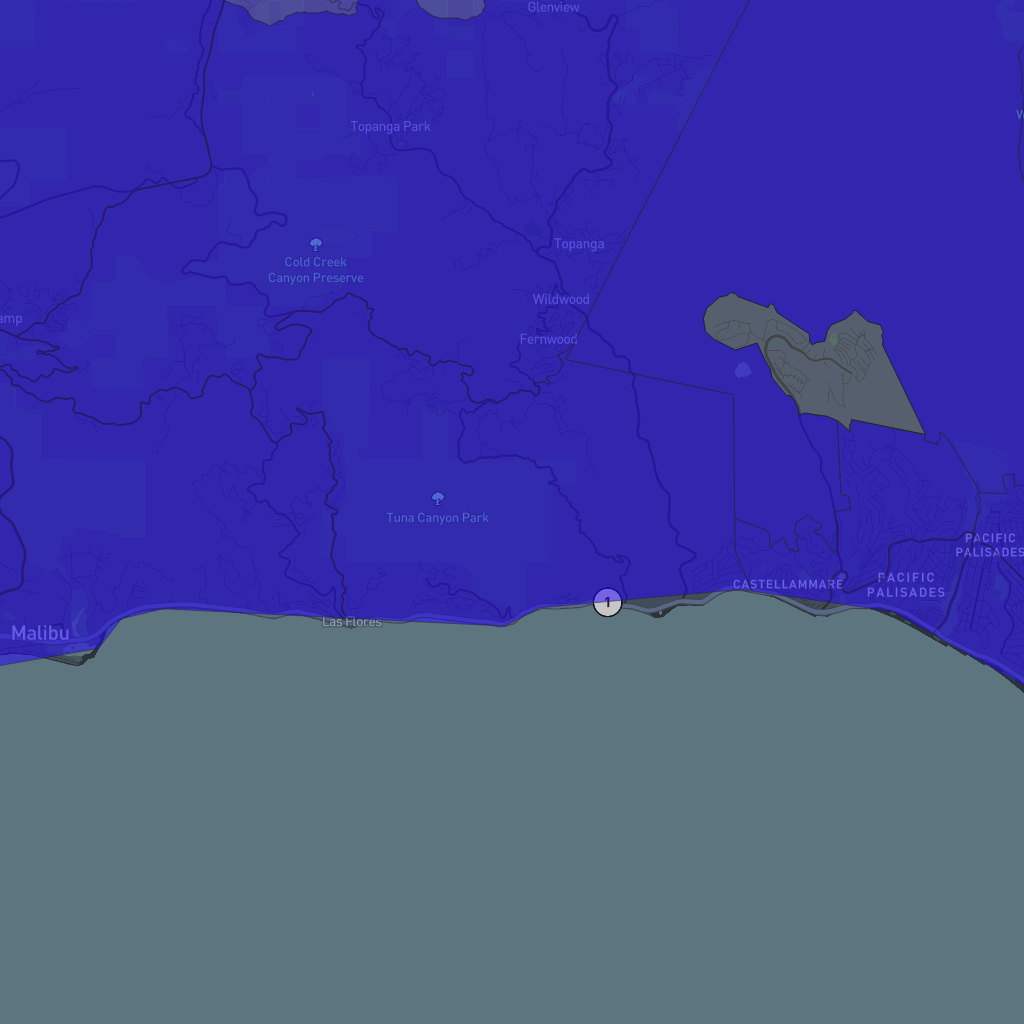 Glenview
Topanga Park
Topanga
Cold Creek
Canyon Preserve
Wildwood
amp
Fernwood
Tuna Canyon Park
PACIFIC
PALISADES
CASTELLAMMARE
PACIFIC
PALISADES
1
Las Flores
Malibu